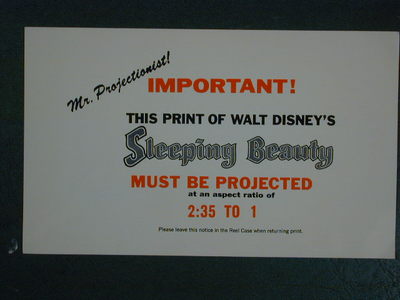 Mr. Projectionist!
IMPORTANT!
THIS PRINT OF WALT DISNEY'S
Sleeping Beauty
MUST BE PROJECTED
at an aspect ratio of
2:35 TO 1
Please leave this notice in the Reel Case when returning print.